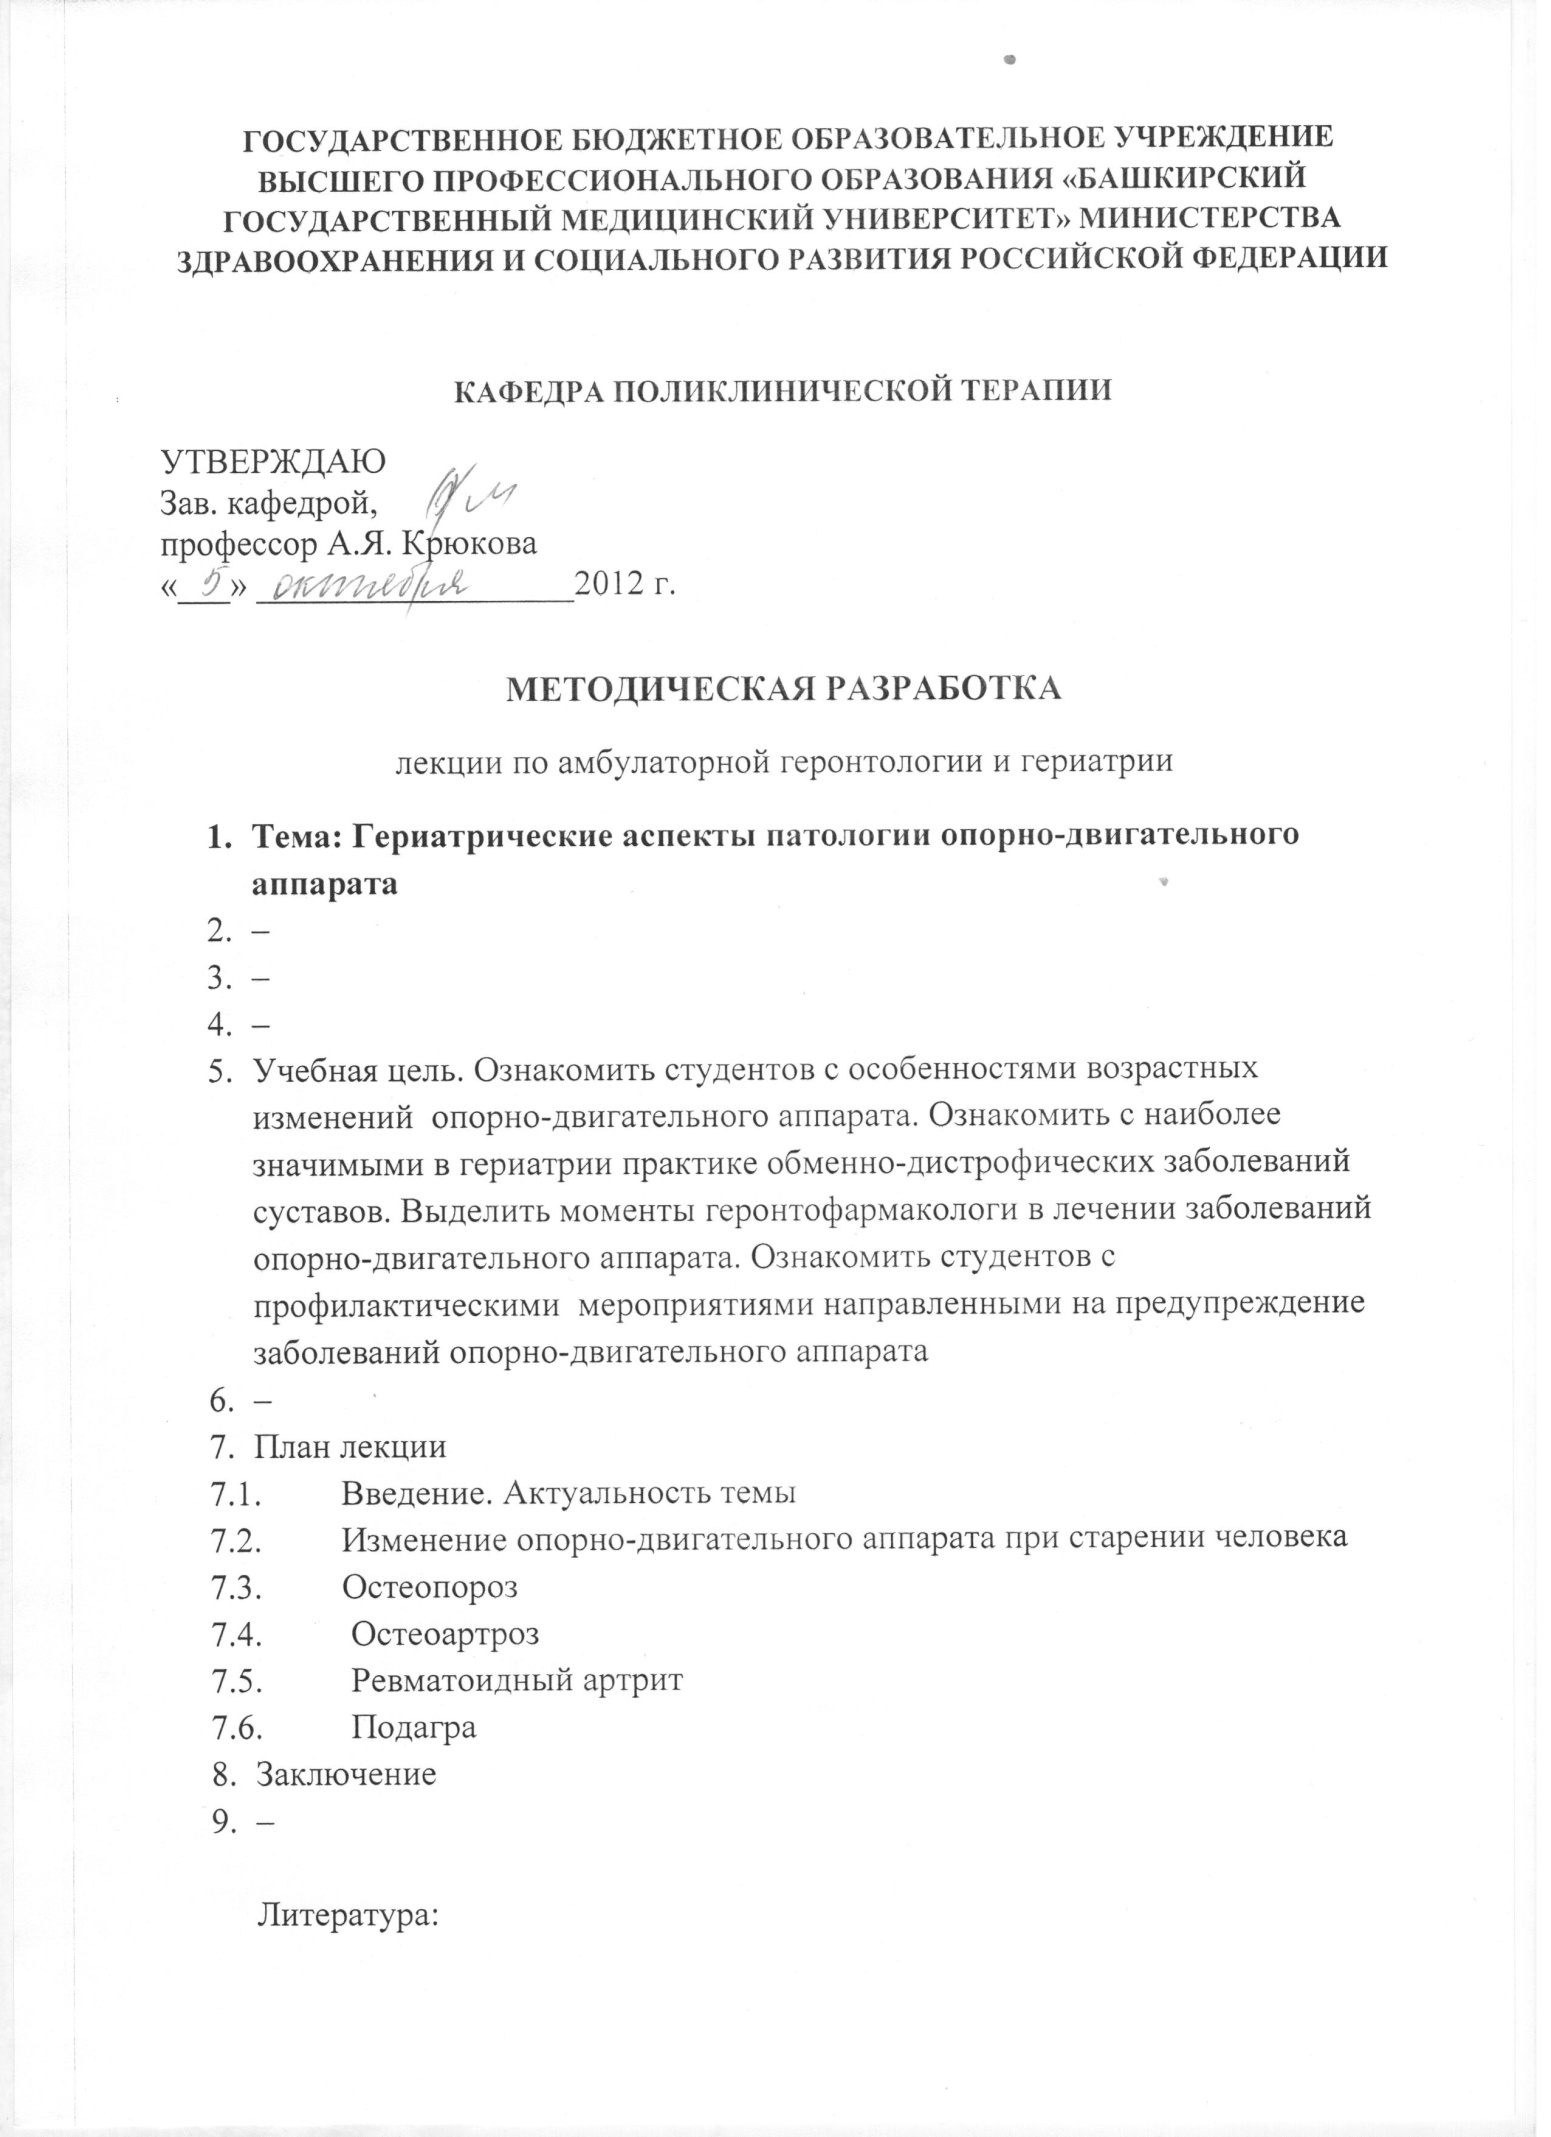 ГОСУДАРСТВЕННОЕ БЮДЖЕТНОЕ ОБРАЗОВАТЕЛЬНОЕ УЧРЕЖДЕНИЕ
ВЫСШЕГО ПРОФЕССИОНАЛЬНОГО ОБРАЗОВАНИЯ «БАШКИРСКИЙ
ГОСУДАРСТВЕННЫЙ МЕДИЦИНСКИЙ УНИВЕРСИТЕТ» МИНИСТЕРСТВА
ЗДРАВООХРАНЕНИЯ И СОЦИАЛЬНОГО РАЗВИТИЯ РОССИЙСКОЙ ФЕДЕРАЦИИ
КАФЕДРА ПОЛИКЛИНИЧЕСКОЙ ТЕРАПИИ
УТВЕРЖДАЮ
Зав. кафедрой,
профессор А.Я. Крюкова
«5» октября 2012 г.
МЕТОДИЧЕСКАЯ РАЗРАБОТКА
лекции по амбулаторной геронтологии и гериатрии
1. Тема: Гериатрические аспекты патологии опорно-двигательного
аппарата
2. –
3. –
4. –
5. Учебная цель. Ознакомить студентов с особенностями возрастных
изменений опорно-двигательного аппарата. Ознакомить с наиболее
значимыми в гериатрии практике обменно-дистрофических заболеваний
суставов. Выделить моменты геронтофармакологи в лечении заболеваний
опорно-двигательного аппарата. Ознакомить студентов с
профилактическими мероприятиями направленными на предупреждение
заболеваний опорно-двигательного аппарата
6. –
7. План лекции
7.1. Введение. Актуальность темы
7.2. Изменение опорно-двигательного аппарата при старении человека
7.3. Остеопороз
7.4. Остеоартроз
7.5. Ревматоидный артрит
7.6. Подагра
8. Заключение
9. –
Литература: